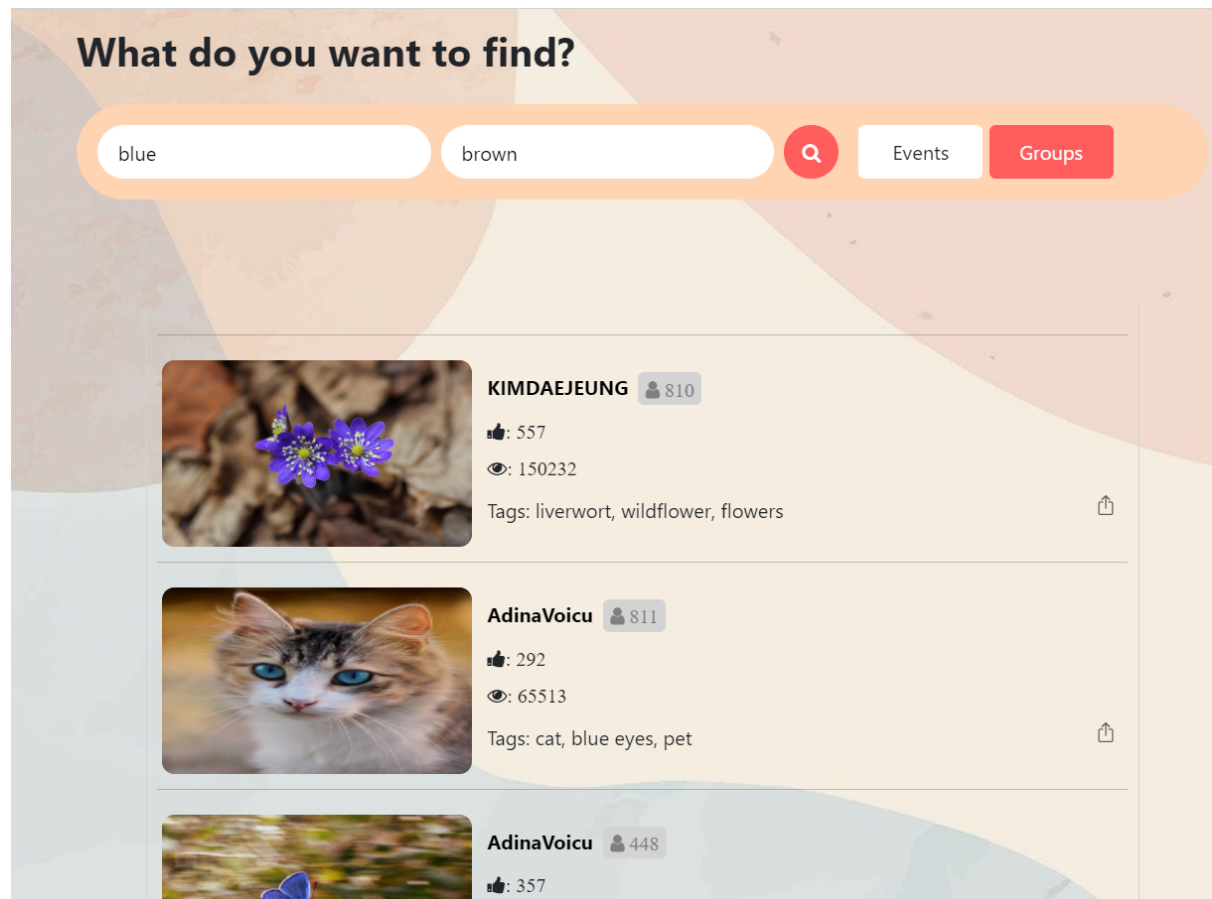 What do you want to find?
blue brown Events Groups
KIMDAEJEUNG 810
: 557
: 150232
Tags: liverwort, wildflower, flowers
AdinaVoicu 811
: 292
: 65513
Tags: cat, blue eyes, pet
AdinaVoicu 448
: 357